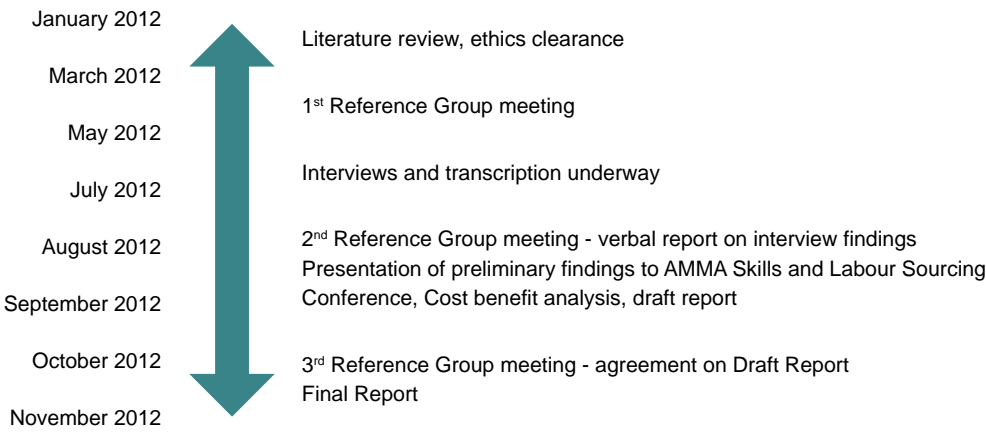 January 2012
Literature review, ethics clearance
March 2012
1st Reference Group meeting
May 2012
Interviews and transcription underway
July 2012
August 2012
2nd Reference Group meeting - verbal report on interview findings
Presentation of preliminary findings to AMMA Skills and Labour Sourcing
Conference, Cost benefit analysis, draft report
September 2012
October 2012
3rd Reference Group meeting - agreement on Draft Report
Final Report
November 2012